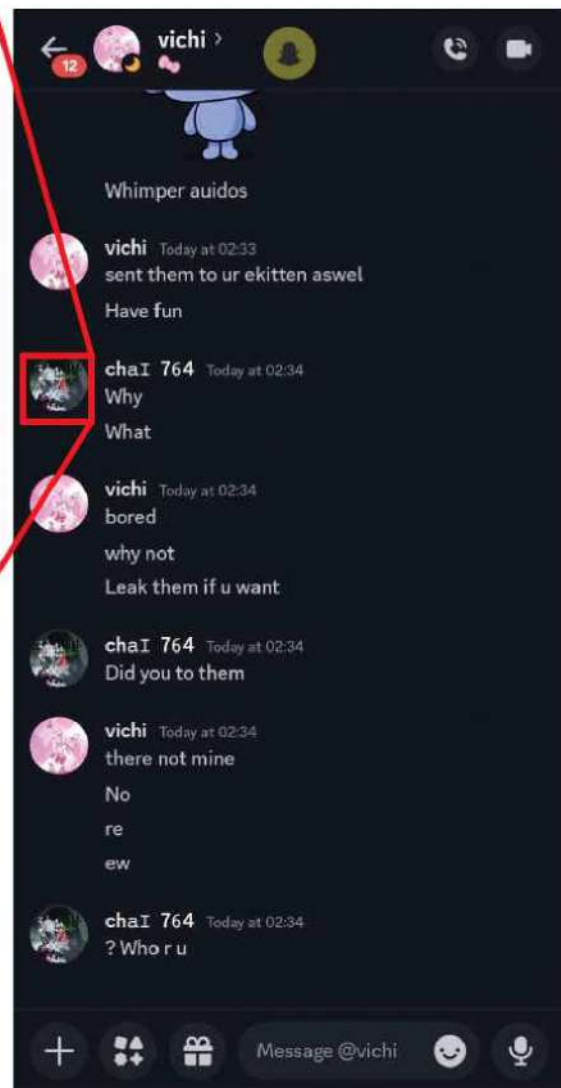 12
vichi
Whimper auidos
vichi Today at 02:33
sent them to ur ekitten aswel
Have fun
chaI 764 Today at 02:34
Why
What
vichi Today at 02:34
bored
why not
Leak them if u want
chaI 764 Today at 02:34
Did you to them
vichi Today at 02:34
there not mine
No
re
ew
chaI 764 Today at 02:34
? Who r u
Message @vichi